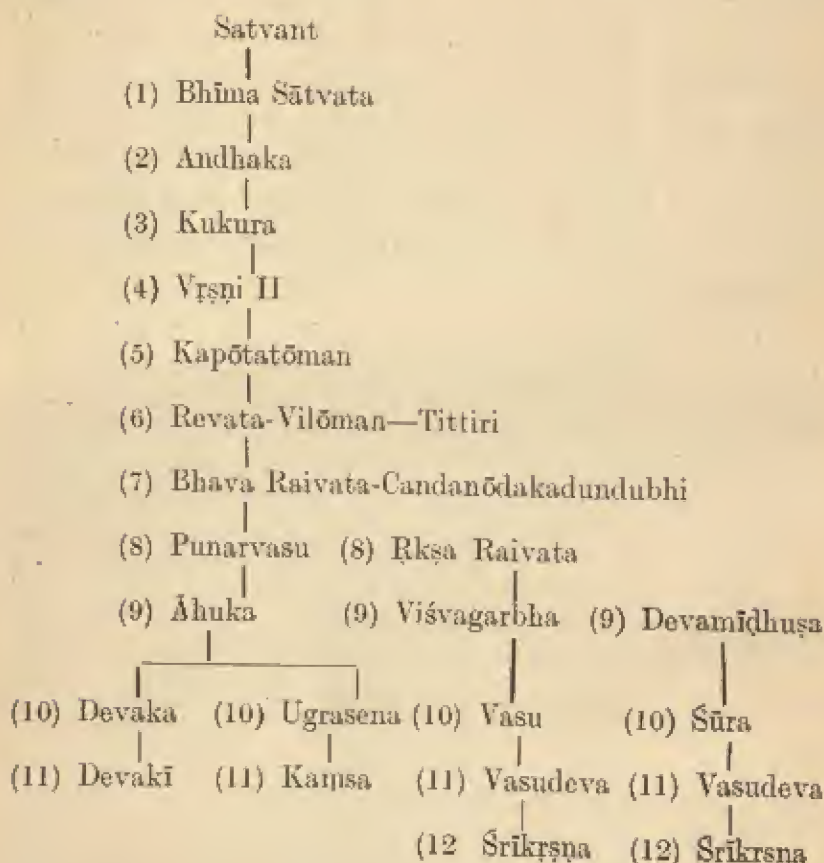 Satvant
(1) Bhīma Sātvata
(2) Andhaka
(3) Kukura
(4) Vṛṣṇi II
(5) Kapōtatōman
(6) Revata-Vilōman—Tittiri
(7) Bhava Raivata-Candanōdakadundubhi
(8) Punarvasu (8) Ṛkṣa Raivata
(9) Āhuka (9) Viśvagarbha (9) Devamīḍhuṣa
(10) Devaka (10) Ugrasena (10) Vasu (10) Śūra
(11) Devakī (11) Kaṃsa (11) Vasudeva (11) Vasudeva
(12 Śrīkṛṣṇa (12) Śrīkṛṣṇa